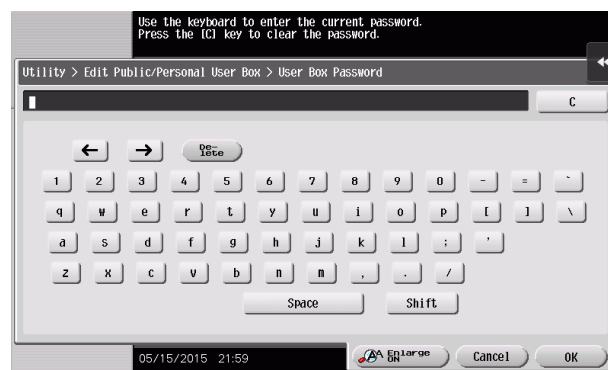 Use the keyboard to enter the current password.
Press the [C] key to clear the password.
Utility > Edit Public/Personal User Box > User Box Password
C
← → De-
lete
1 2 3 4 5 6 7 8 9 0 - = `
q w e r t y u i o p [ ] \
a s d f g h j k l ; '
z x c v b n m , . /
Space Shift
05/15/2015 21:59 AA Enlarge
ON Cancel OK